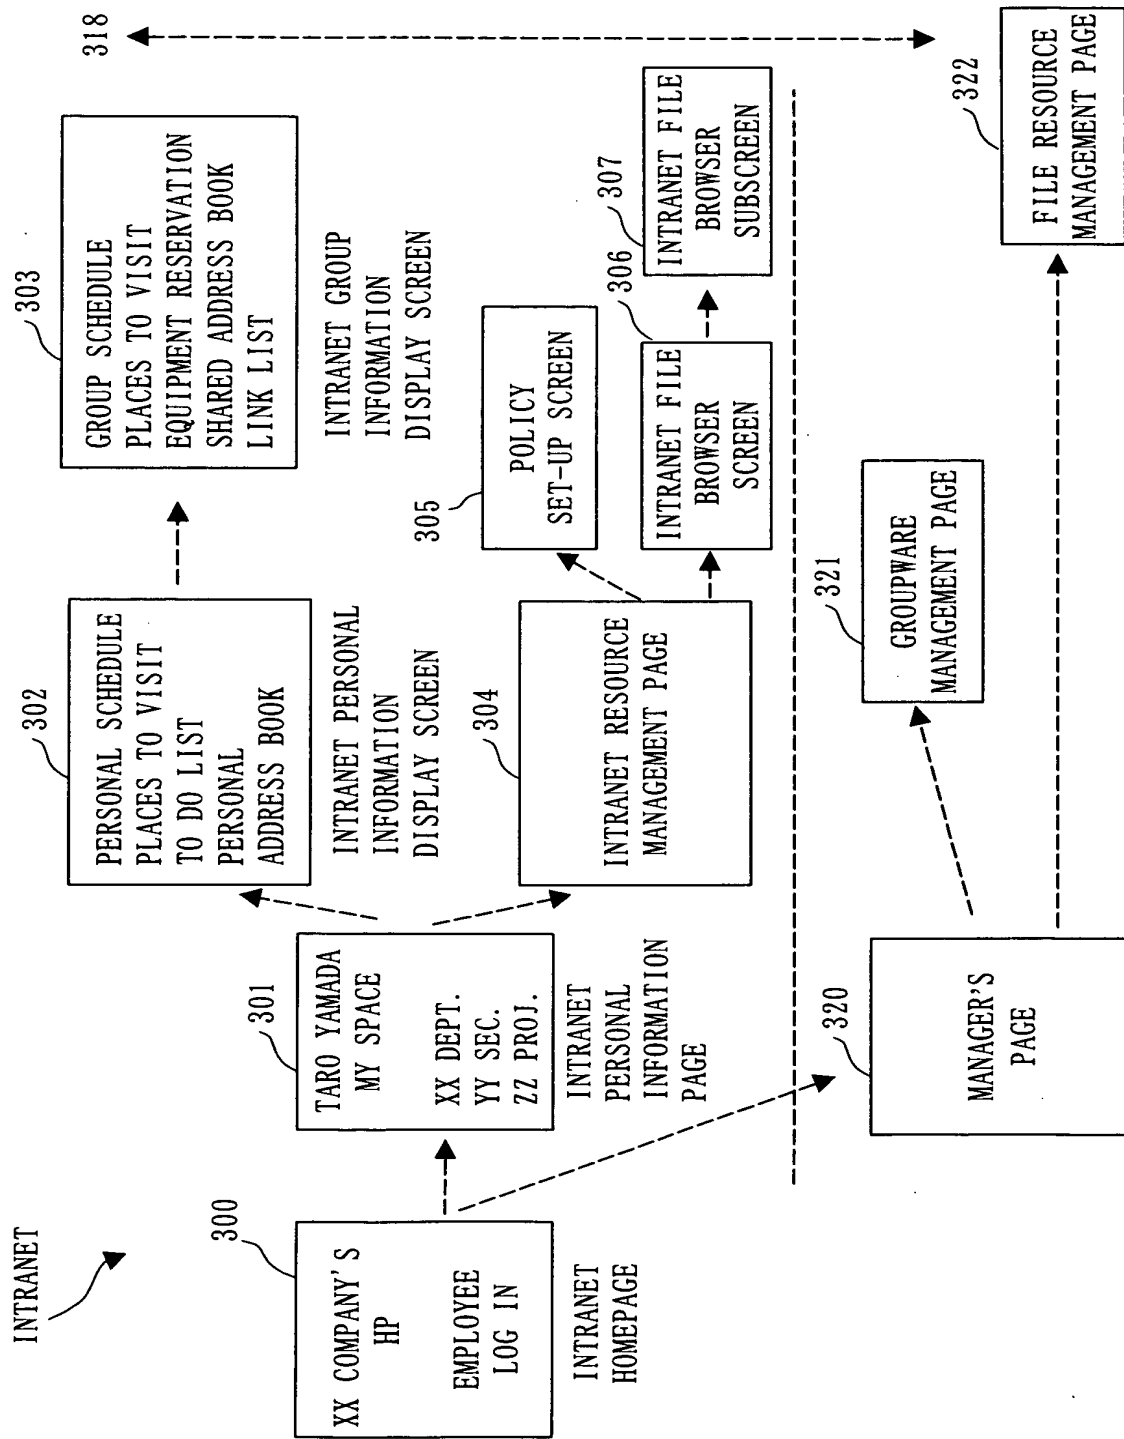 INTRANET
300
XX COMPANY'S
HP
EMPLOYEE
LOG IN
INTRANET
HOMEPAGE
301
TARO YAMADA
MY SPACE
XX DEPT.
YY SEC.
ZZ PROJ.
INTRANET
PERSONAL
INFORMATION
PAGE
302
PERSONAL SCHEDULE
PLACES TO VISIT
TO DO LIST
PERSONAL
ADDRESS BOOK
INTRANET PERSONAL
INFORMATION
DISPLAY SCREEN
303
GROUP SCHEDULE
PLACES TO VISIT
EQUIPMENT RESERVATION
SHARED ADDRESS BOOK
LINK LIST
INTRANET GROUP
INFORMATION
DISPLAY SCREEN
304
INTRANET RESOURCE
MANAGEMENT PAGE
305
POLICY
SET-UP SCREEN
306
INTRANET FILE
BROWSER
SCREEN
307
INTRANET FILE
BROWSER
SUBSCREEN
318
320
MANAGER'S
PAGE
321
GROUPWARE
MANAGEMENT PAGE
322
FILE RESOURCE
MANAGEMENT PAGE